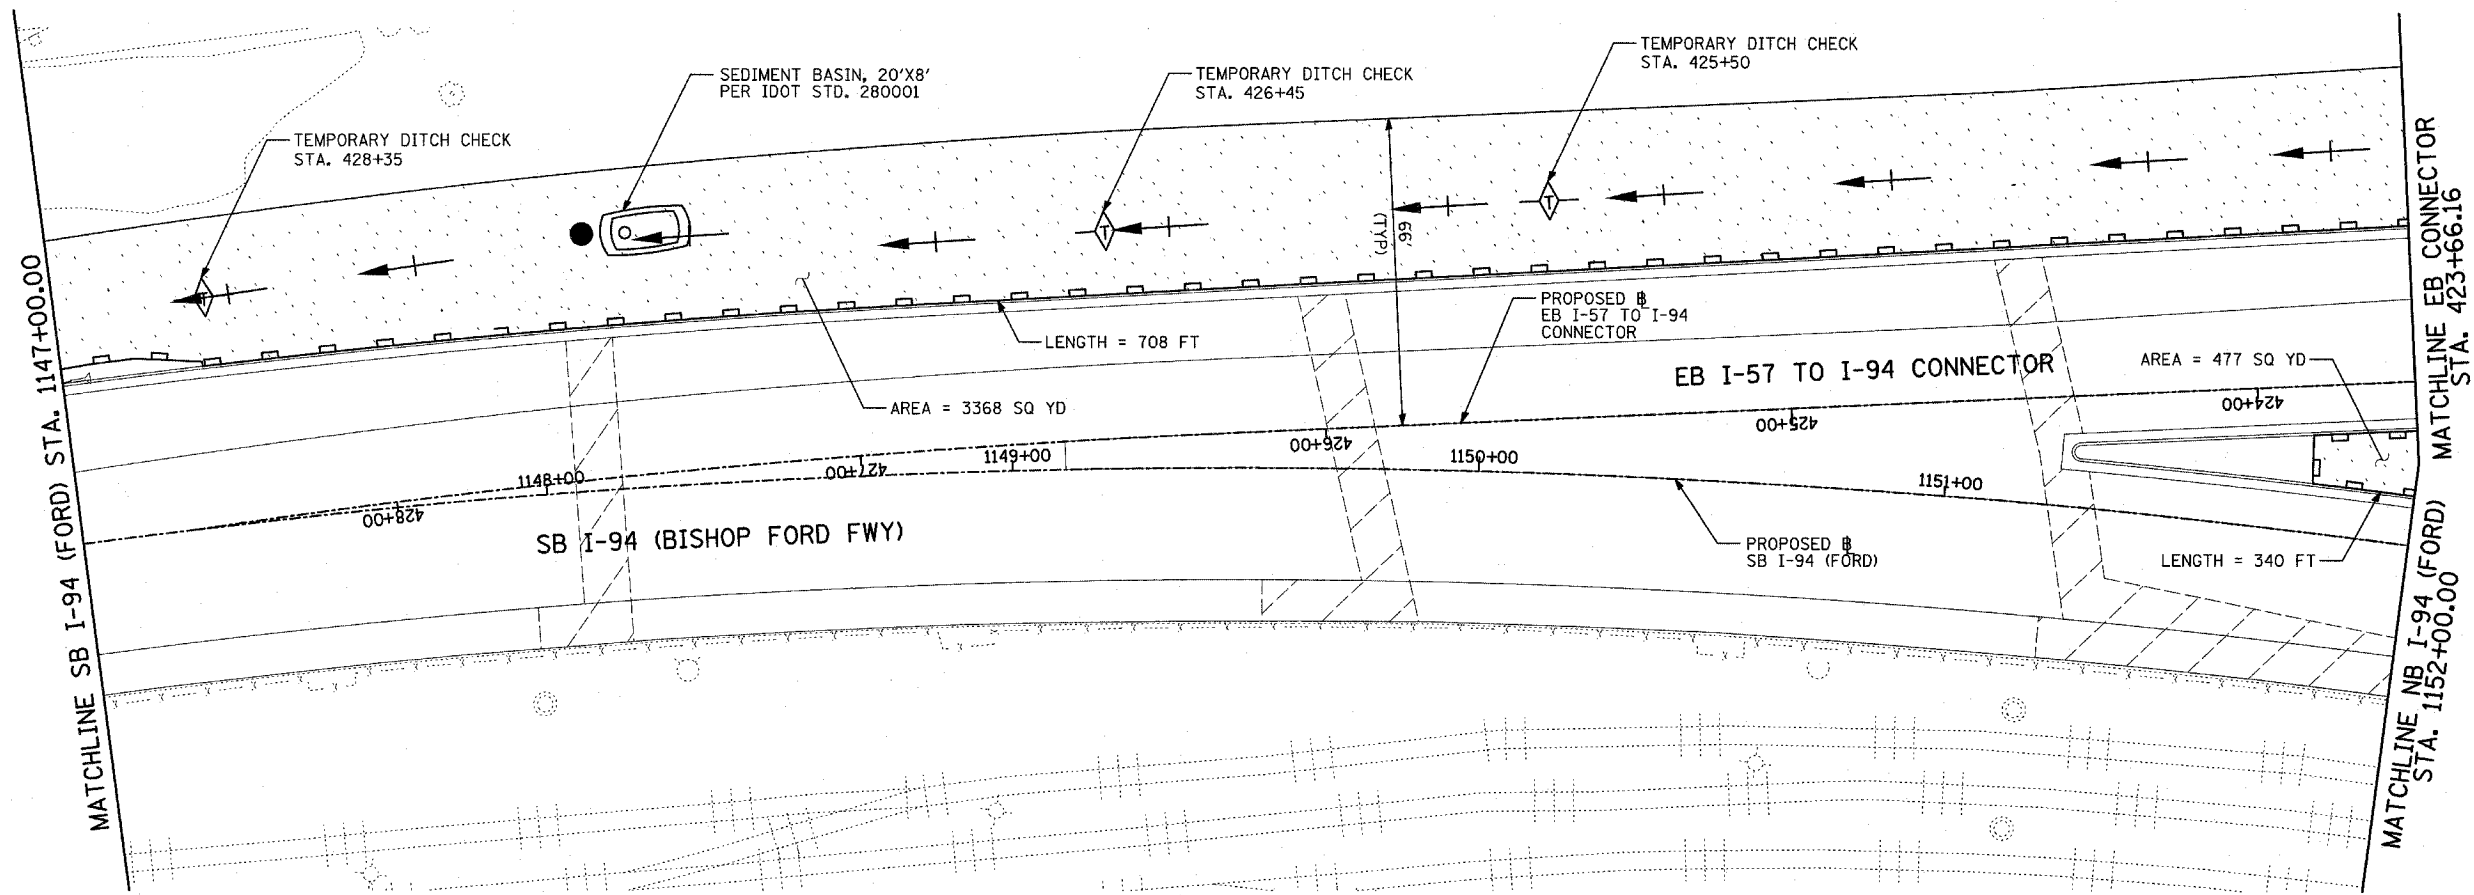 TEMPORARY DITCH CHECK
STA. 428+35
SEDIMENT BASIN, 20'X8'
PER IDOT STD. 280001
TEMPORARY DITCH CHECK
STA. 426+45
TEMPORARY DITCH CHECK
STA. 425+50
T
T
T
66'
(TYP)
LENGTH = 708 FT
AREA = 3368 SQ YD
PROPOSED ⅊
EB I-57 TO I-94
CONNECTOR
EB I-57 TO I-94 CONNECTOR
AREA = 477 SQ YD
424+00
425+00
426+00
427+00
428+00
1148+00
1149+00
1150+00
1151+00
SB I-94 (BISHOP FORD FWY)
PROPOSED ⅊
SB I-94 (FORD)
LENGTH = 340 FT
MATCHLINE SB I-94 (FORD) STA. 1147+00.00
MATCHLINE EB CONNECTOR
STA. 423+66.16
MATCHLINE NB I-94 (FORD)
STA. 1152+00.00